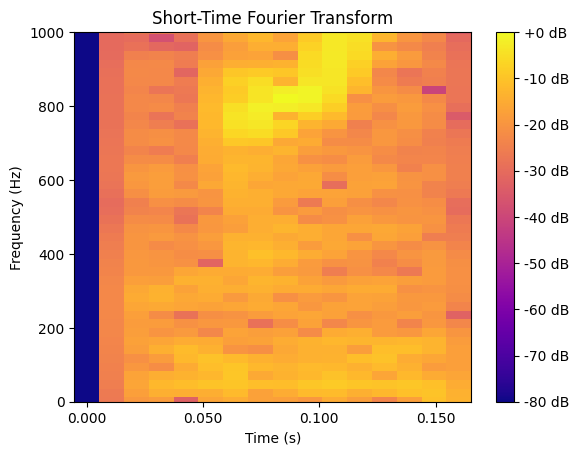 Short-Time Fourier Transform
1000
800
600
400
200
0
Frequency (Hz)
0.000
0.050
0.100
0.150
Time (s)
+0 dB
-10 dB
-20 dB
-30 dB
-40 dB
-50 dB
-60 dB
-70 dB
-80 dB